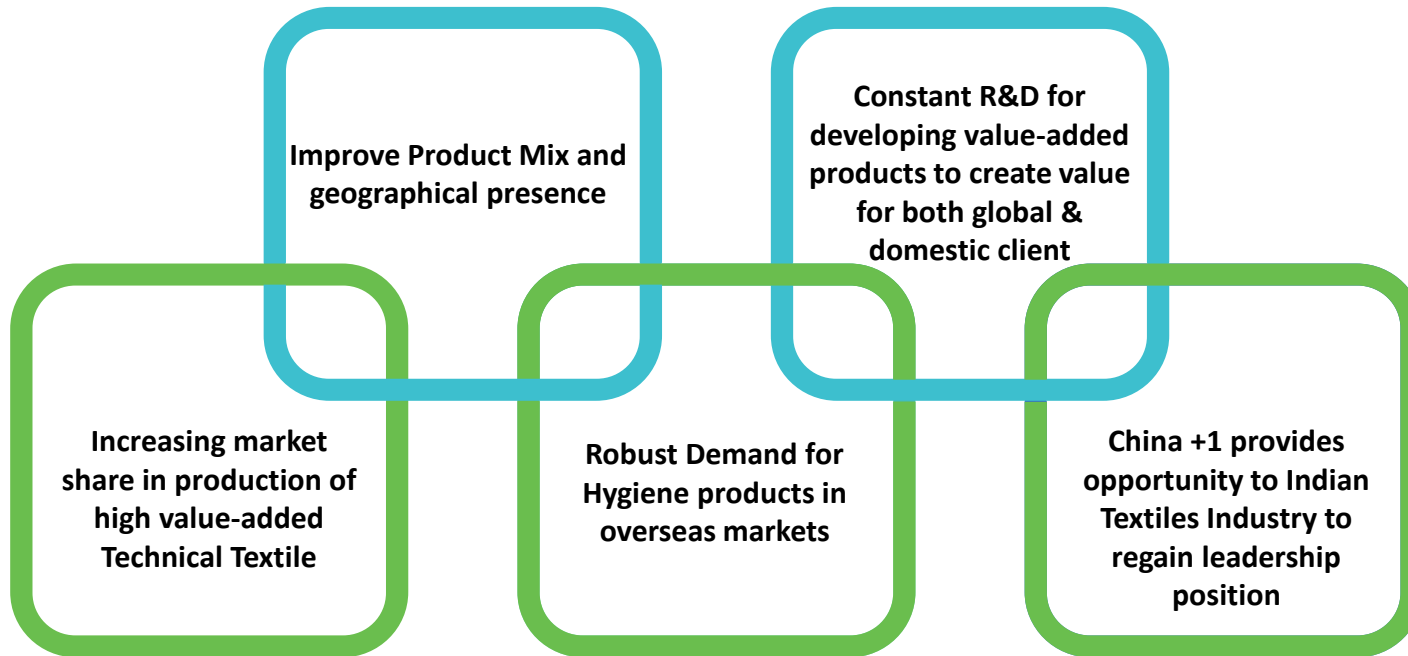 Improve Product Mix and
geographical presence
Constant R&D for
developing value-added
products to create value
for both global &
domestic client
Increasing market
share in production of
high value-added
Technical Textile
Robust Demand for
Hygiene products in
overseas markets
China +1 provides
opportunity to Indian
Textiles Industry to
regain leadership
position